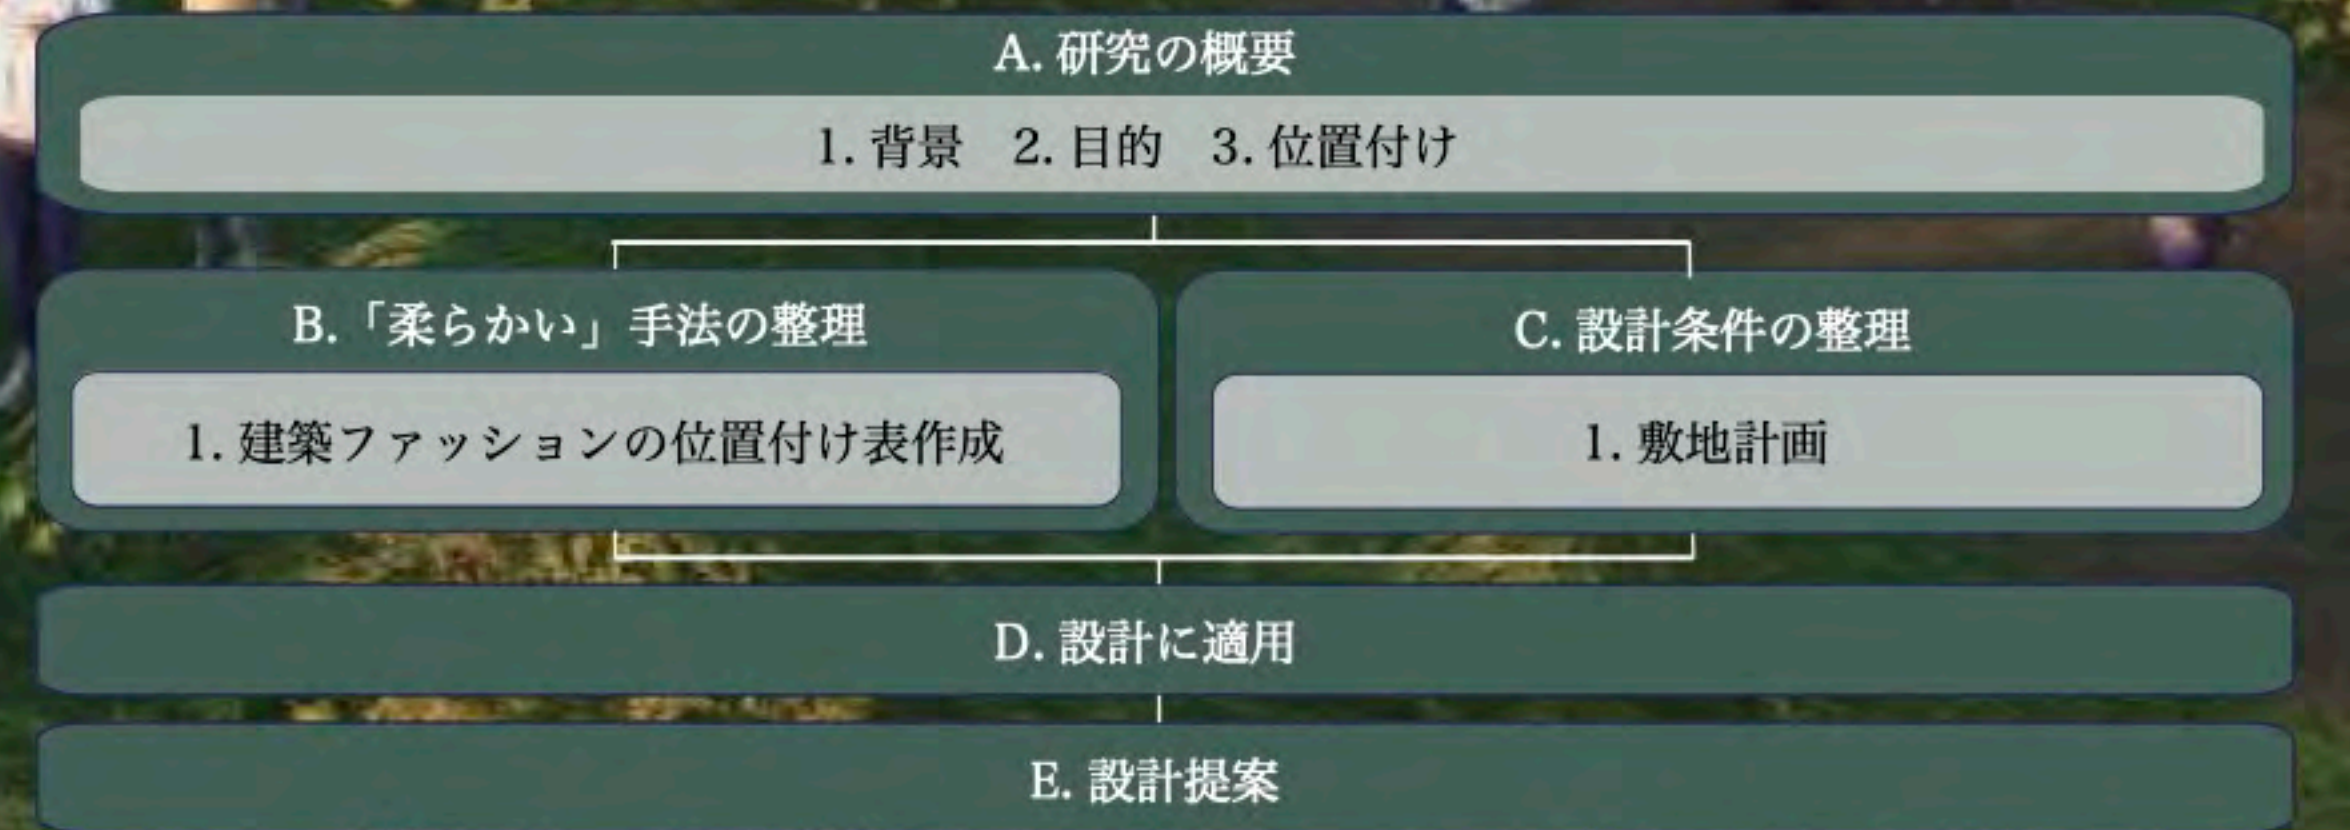 A. 研究の概要
1. 背景　2. 目的　3. 位置付け
B.「柔らかい」手法の整理
1. 建築ファッションの位置付け表作成
C. 設計条件の整理
1. 敷地計画
D. 設計に適用
E. 設計提案